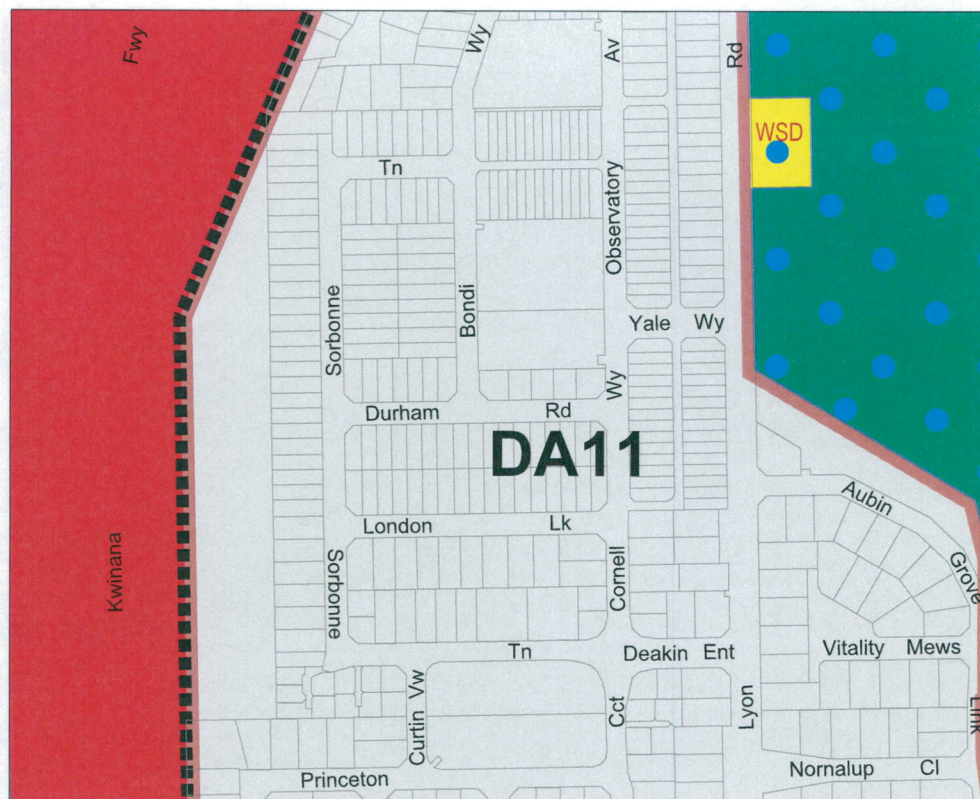 Fwy
Wy
Av
Rd
WSD
Tn
Observatory
Sorbonne
Bondi
Yale Wy
Wy
Durham Rd
DA11
Aubin
London Lk
Grove
Kwinana
Sorbonne
Cornell
Tn
Deakin Ent
Vitality Mews
Curtin Vw
Cct
Lyon
Link
Princeton
Nornalup Cl